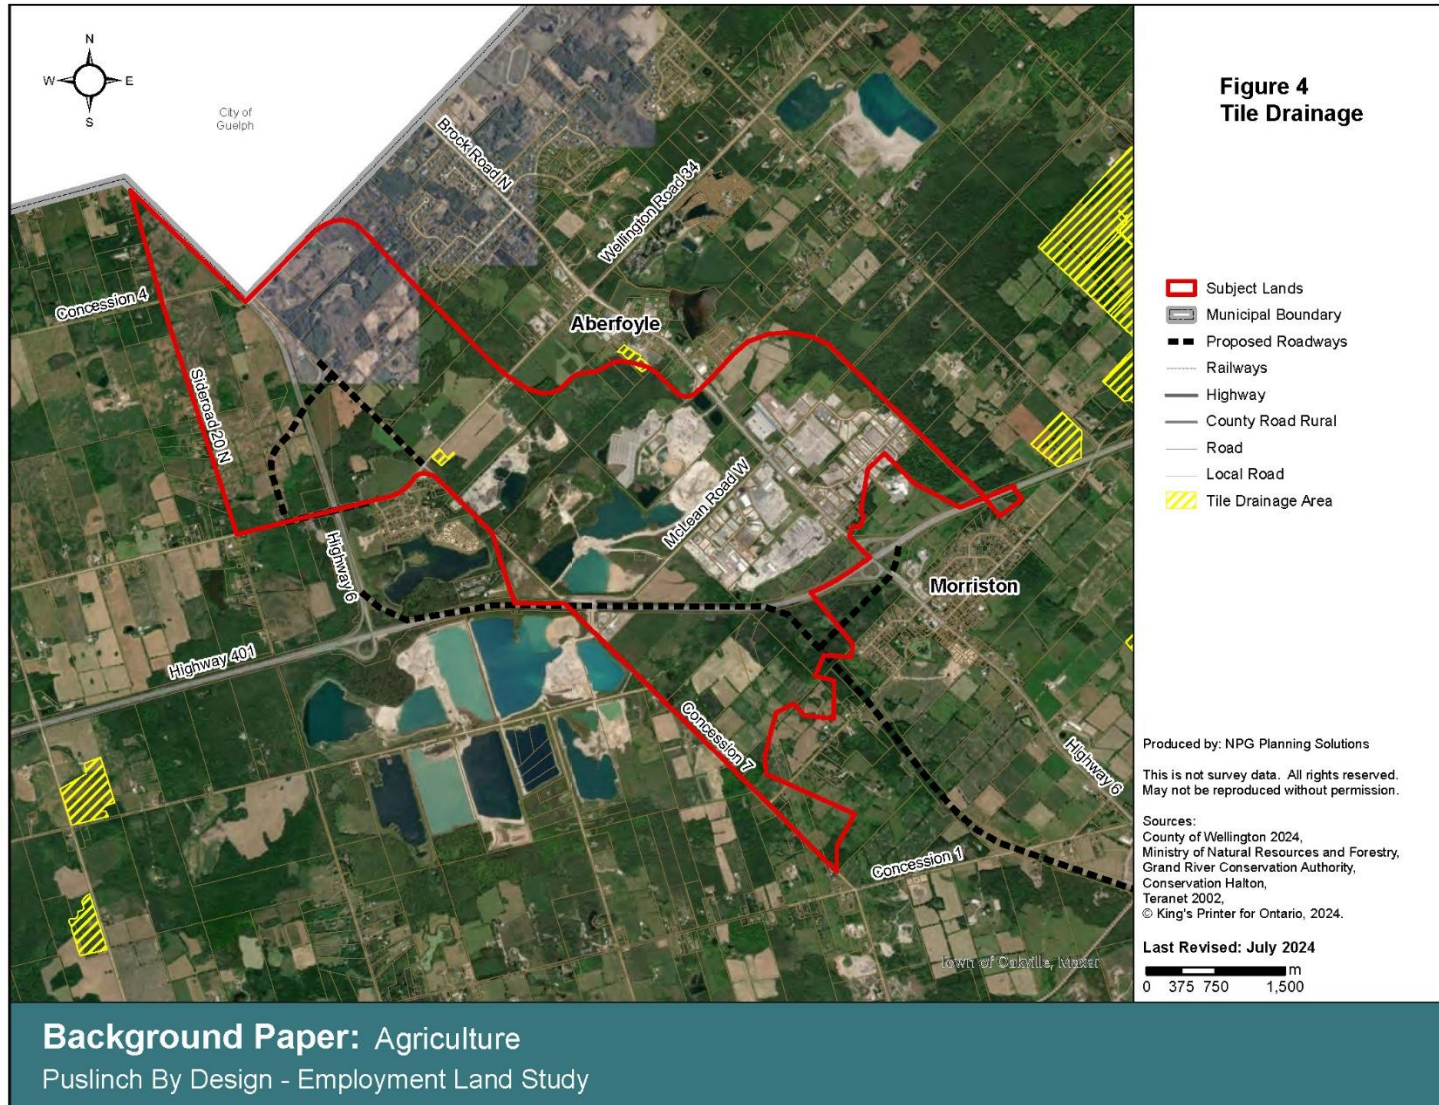 N
W E
S
City of
Guelph
Brock Road N
Wellington Road 34
Concession 4
Aberfoyle
Sideroad 20 N
McLean Road W
Highway 6
Morriston
Highway 401
Concession 7
Highway 6
Concession 1
Town of Oakville, Maxar
Figure 4
Tile Drainage
Subject Lands
Municipal Boundary
Proposed Roadways
Railways
Highway
County Road Rural
Road
Local Road
Tile Drainage Area
Produced by: NPG Planning Solutions
This is not survey data. All rights reserved.
May not be reproduced without permission.
Sources:
County of Wellington 2024,
Ministry of Natural Resources and Forestry,
Grand River Conservation Authority,
Conservation Halton,
Teranet 2002,
© King's Printer for Ontario, 2024.
Last Revised: July 2024
m
0 375 750 1,500
Background Paper: Agriculture
Puslinch By Design - Employment Land Study